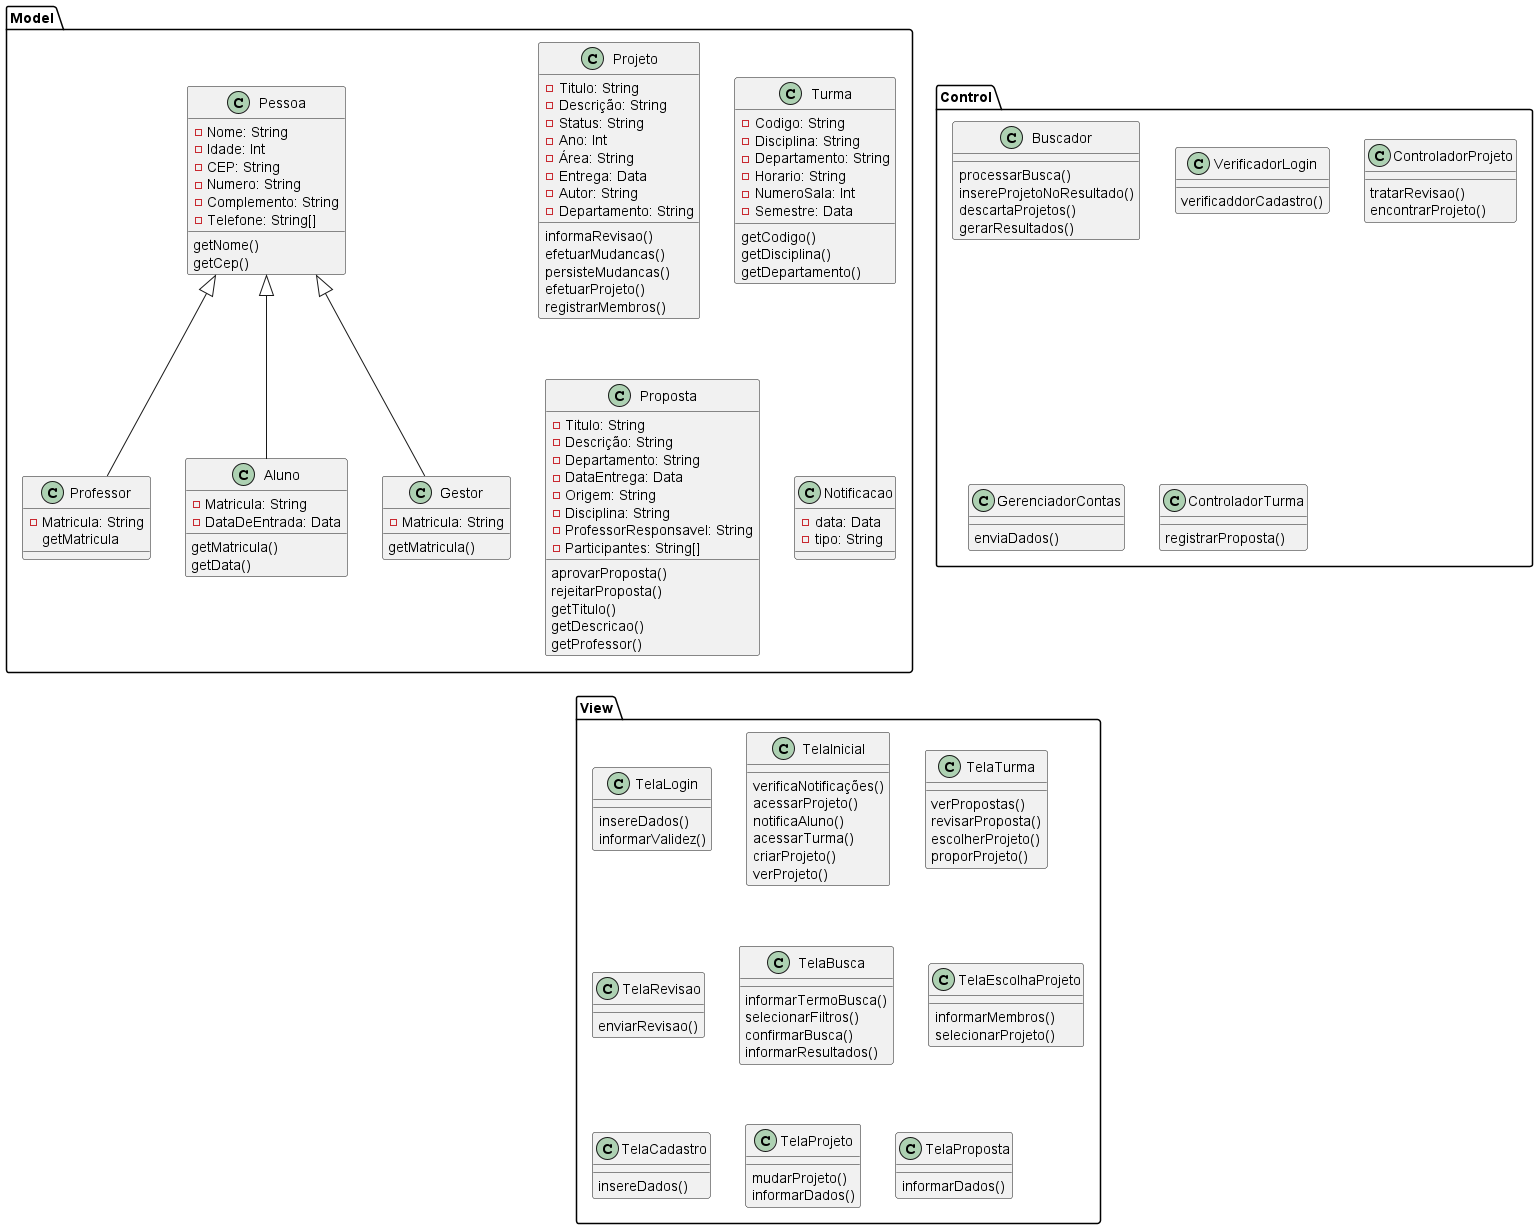 Model
Pessoa
Nome: String
Idade: Int
CEP: String
Numero: String
Complemento: String
Telefone: String[]
getNome()
getCep()
Projeto
Titulo: String
Descrição: String
Status: String
Ano: Int
Área: String
Entrega: Data
Autor: String
Departamento: String
informaRevisao()
efetuarMudancas()
persisteMudancas()
efetuarProjeto()
registrarMembros()
Turma
Codigo: String
Disciplina: String
Departamento: String
Horario: String
NumeroSala: Int
Semestre: Data
getCodigo()
getDisciplina()
getDepartamento()
Professor
Matricula: String
getMatricula
Aluno
Matricula: String
DataDeEntrada: Data
getMatricula()
getData()
Gestor
Matricula: String
getMatricula()
Proposta
Titulo: String
Descrição: String
Departamento: String
DataEntrega: Data
Origem: String
Disciplina: String
ProfessorResponsavel: String
Participantes: String[]
aprovarProposta()
rejeitarProposta()
getTitulo()
getDescricao()
getProfessor()
Notificacao
data: Data
tipo: String
Control
Buscador
processarBusca()
insereProjetoNoResultado()
descartaProjetos()
gerarResultados()
VerificadorLogin
verificaddorCadastro()
ControladorProjeto
tratarRevisao()
encontrarProjeto()
GerenciadorContas
enviaDados()
ControladorTurma
registrarProposta()
View
TelaLogin
insereDados()
informarValidez()
TelaInicial
verificaNotificações()
acessarProjeto()
notificaAluno()
acessarTurma()
criarProjeto()
verProjeto()
TelaTurma
verPropostas()
revisarProposta()
escolherProjeto()
proporProjeto()
TelaRevisao
enviarRevisao()
TelaBusca
informarTermoBusca()
selecionarFiltros()
confirmarBusca()
informarResultados()
TelaEscolhaProjeto
informarMembros()
selecionarProjeto()
TelaCadastro
insereDados()
TelaProjeto
mudarProjeto()
informarDados()
TelaProposta
informarDados()